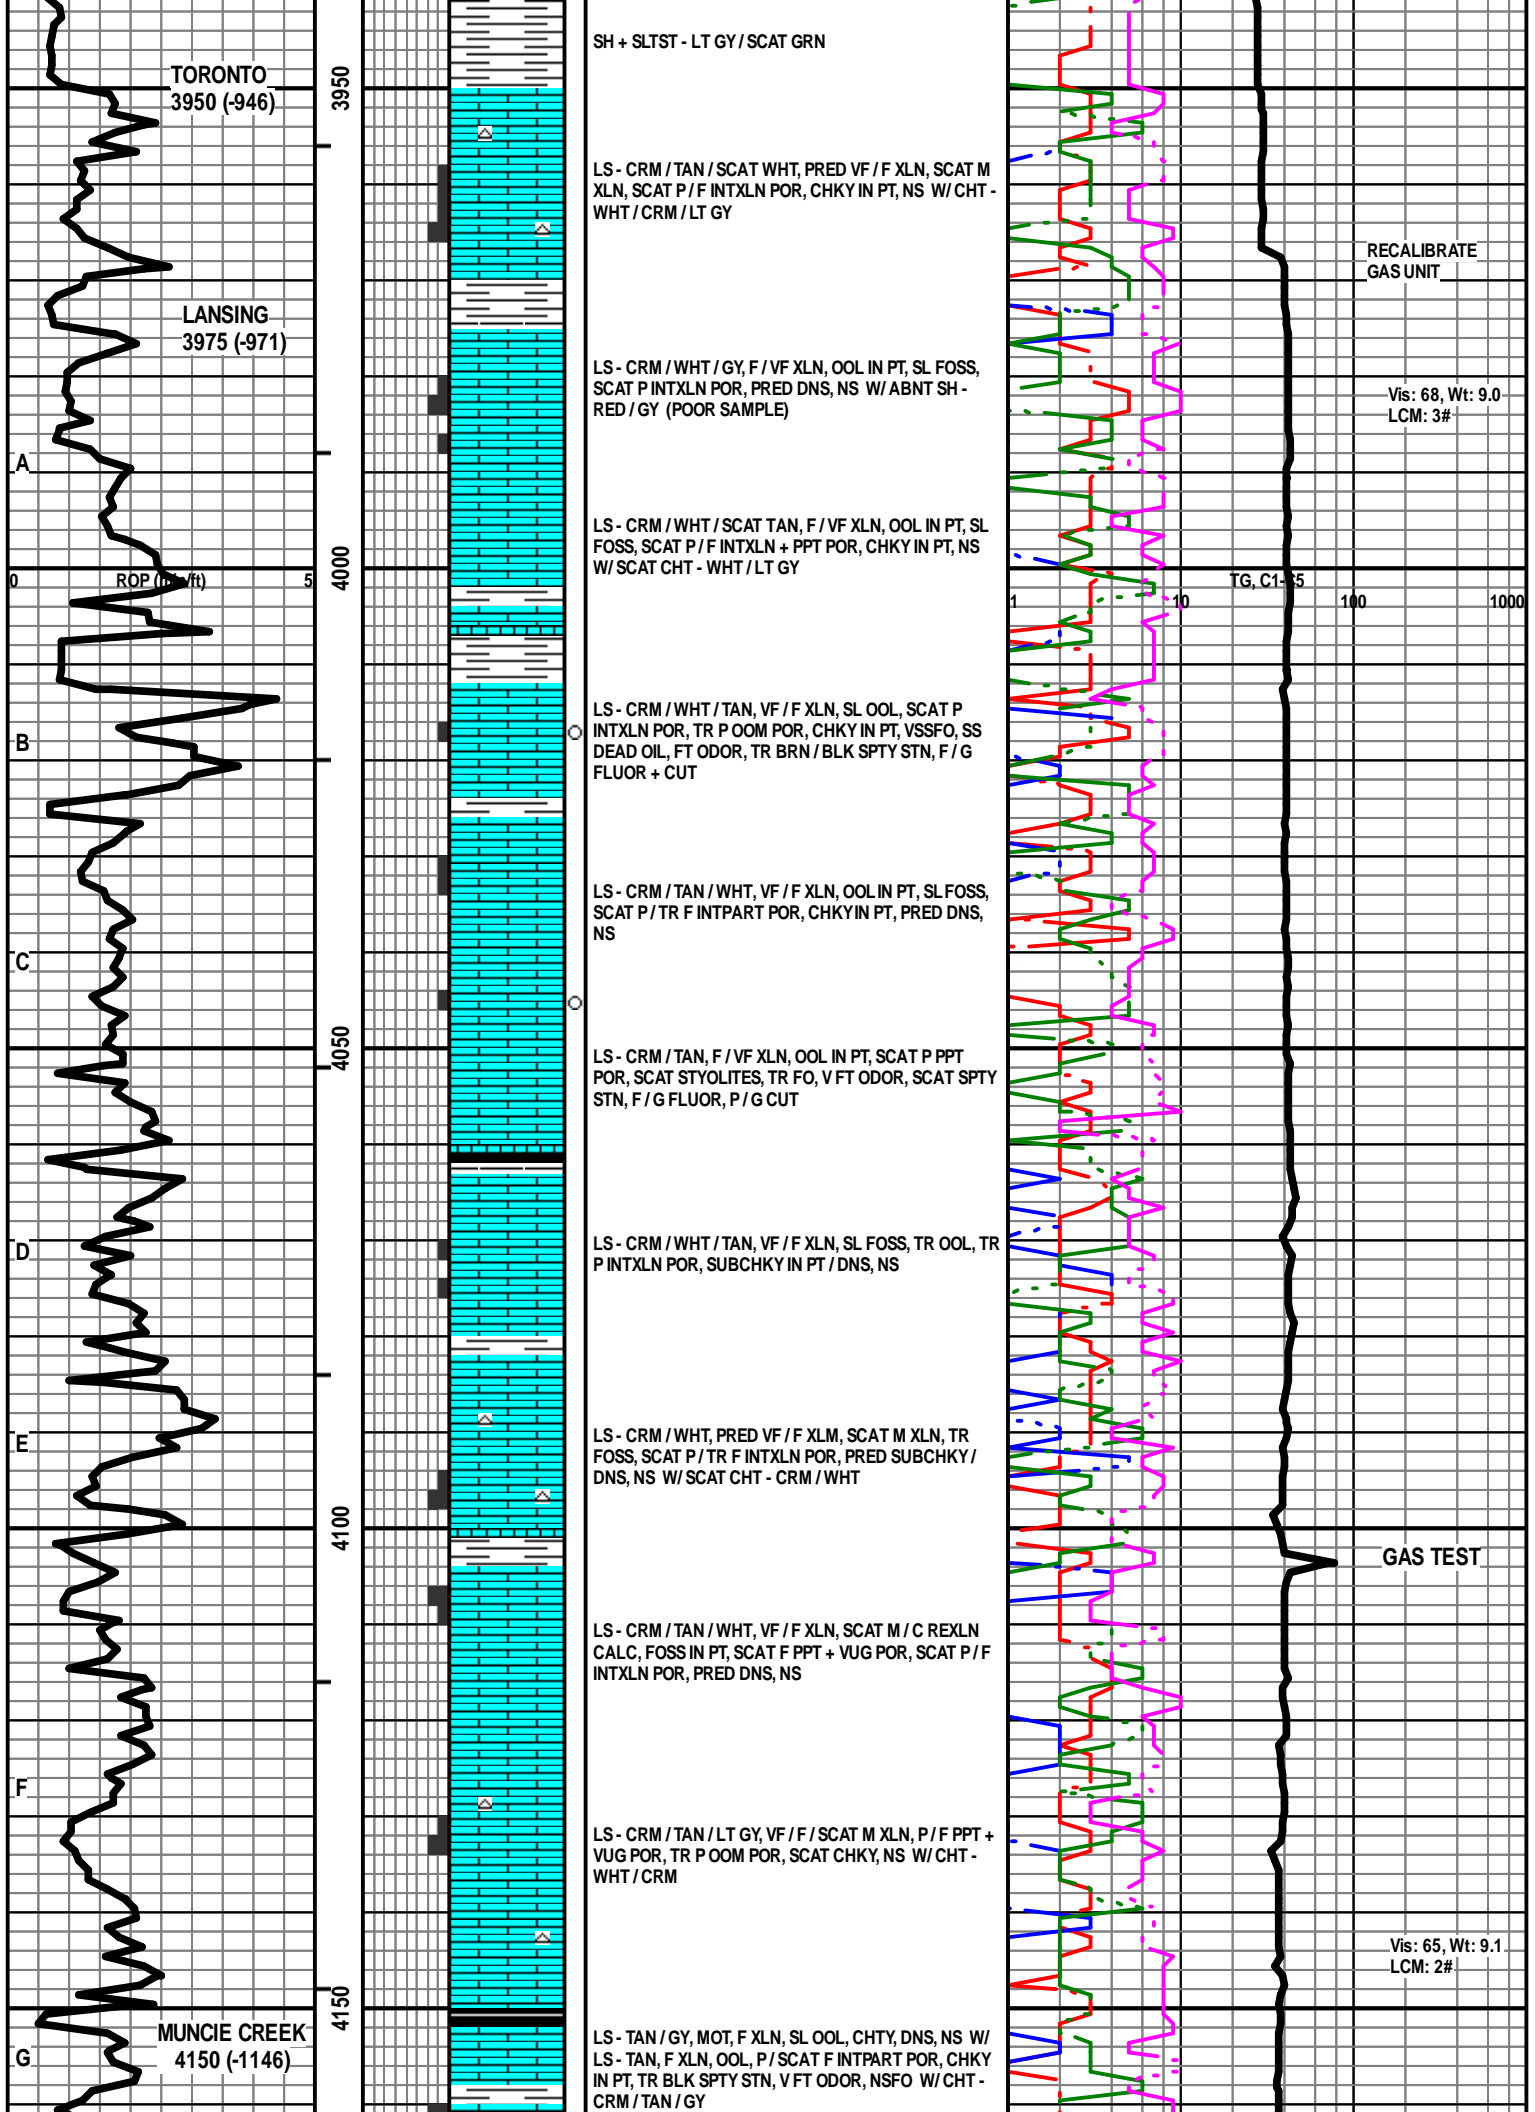 SH + SLTST - LT GY / SCAT GRN
TORONTO
3950 (-946)
3950
LS - CRM / TAN / SCAT WHT, PRED VF / F XLN, SCAT M
XLN, SCAT P / F INTXLN POR, CHKY IN PT, NS W/ CHT -
WHT / CRM / LT GY
RECALIBRATE
GAS UNIT
LANSING
3975 (-971)
LS - CRM / WHT / GY, F / VF XLN, OOL IN PT, SL FOSS,
SCAT P INTXLN POR, PRED DNS, NS W/ ABNT SH -
RED / GY (POOR SAMPLE)
Vis: 68, Wt: 9.0
LCM: 3#
A
LS - CRM / WHT / SCAT TAN, F / VF XLN, OOL IN PT, SL
FOSS, SCAT P / F INTXLN + PPT POR, CHKY IN PT, NS
W/ SCAT CHT - WHT / LT GY
4000
0 ROP (min/ft) 5
TG, C1-C5
1 10 100 1000
LS - CRM / WHT / TAN, VF / F XLN, SL OOL, SCAT P
INTXLN POR, TR P OOM POR, CHKY IN PT, VSSFO, SS
DEAD OIL, FT ODOR, TR BRN / BLK SPTY STN, F / G
FLUOR + CUT
B
LS - CRM / TAN / WHT, VF / F XLN, OOL IN PT, SL FOSS,
SCAT P / TR F INTPART POR, CHKY IN PT, PRED DNS,
NS
C
4050
LS - CRM / TAN, F / VF XLN, OOL IN PT, SCAT P PPT
POR, SCAT STYOLITES, TR FO, V FT ODOR, SCAT SPTY
STN, F / G FLUOR, P / G CUT
D
LS - CRM / WHT / TAN, VF / F XLN, SL FOSS, TR OOL, TR
P INTXLN POR, SUBCHKY IN PT / DNS, NS
E
LS - CRM / WHT, PRED VF / F XLM, SCAT M XLN, TR
FOSS, SCAT P / TR F INTXLN POR, PRED SUBCHKY /
DNS, NS W/ SCAT CHT - CRM / WHT
4100
GAS TEST
LS - CRM / TAN / WHT, VF / F XLN, SCAT M / C REXLN
CALC, FOSS IN PT, SCAT F PPT + VUG POR, SCAT P / F
INTXLN POR, PRED DNS, NS
F
LS - CRM / TAN / LT GY, VF / F / SCAT M XLN, P / F PPT +
VUG POR, TR P OOM POR, SCAT CHKY, NS W/ CHT -
WHT / CRM
Vis: 65, Wt: 9.1
LCM: 2#
4150
MUNCIE CREEK
4150 (-1146)
G
LS - TAN / GY, MOT, F XLN, SL OOL, CHTY, DNS, NS W/
LS - TAN, F XLN, OOL, P / SCAT F INTPART POR, CHKY
IN PT, TR BLK SPTY STN, V FT ODOR, NSFO W/ CHT -
CRM / TAN / GY